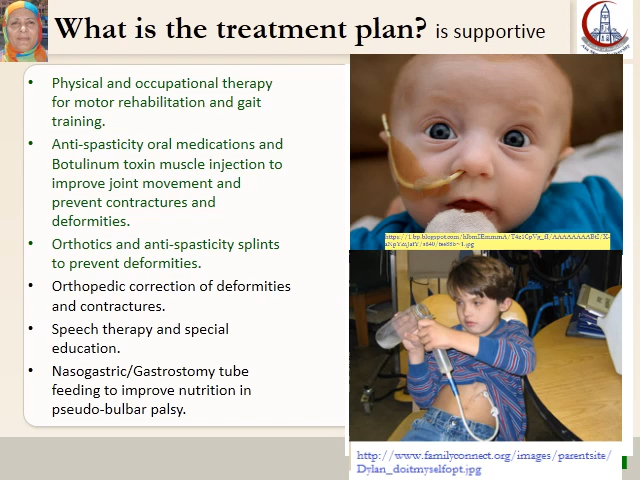 What is the treatment plan? is supportive
• Physical and occupational therapy
for motor rehabilitation and gait
training.
• Anti-spasticity oral medications and
Botulinum toxin muscle injection to
improve joint movement and
prevent contractures and
deformities.
• Orthotics and anti-spasticity splints
to prevent deformities.
• Orthopedic correction of deformities
and contractures.
• Speech therapy and special
education.
• Nasogastric/Gastrostomy tube
feeding to improve nutrition in
pseudo-bulbar palsy.
http://www.familyconnect.org/images/parentsite/
Dylan_doitmyselfopt.jpg